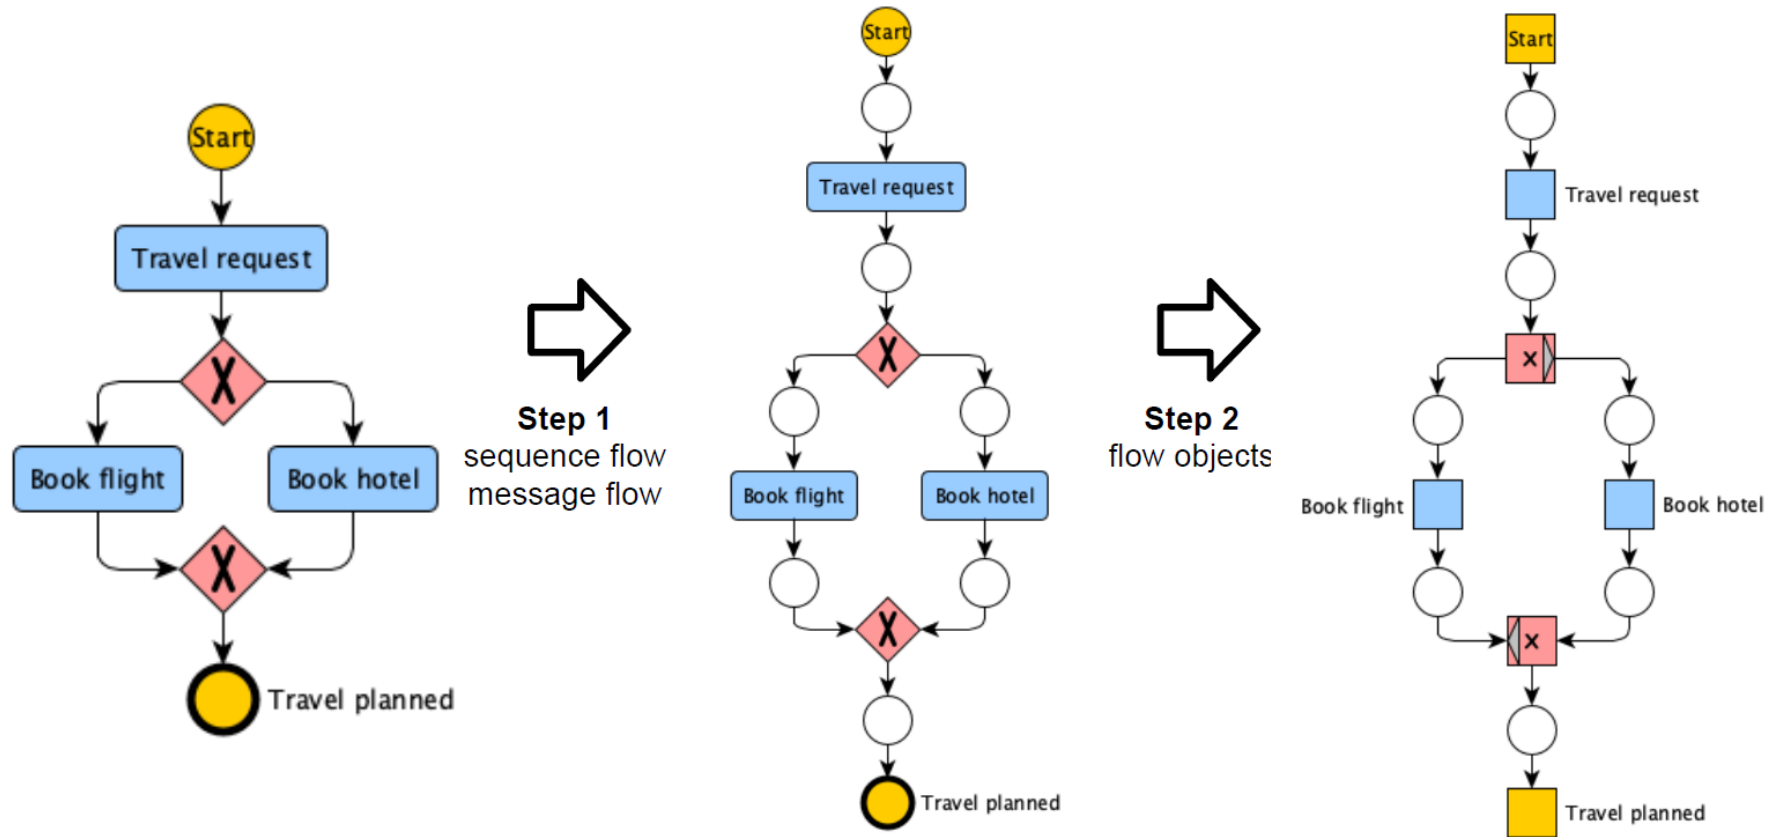 Start
Travel request
X
Book flight
Book hotel
X
Travel planned
Step 1
sequence flow
message flow
Start
Travel request
X
Book flight
Book hotel
X
Travel planned
Step 2
flow objects
Start
Travel request
X
Book flight
Book hotel
X
Travel planned